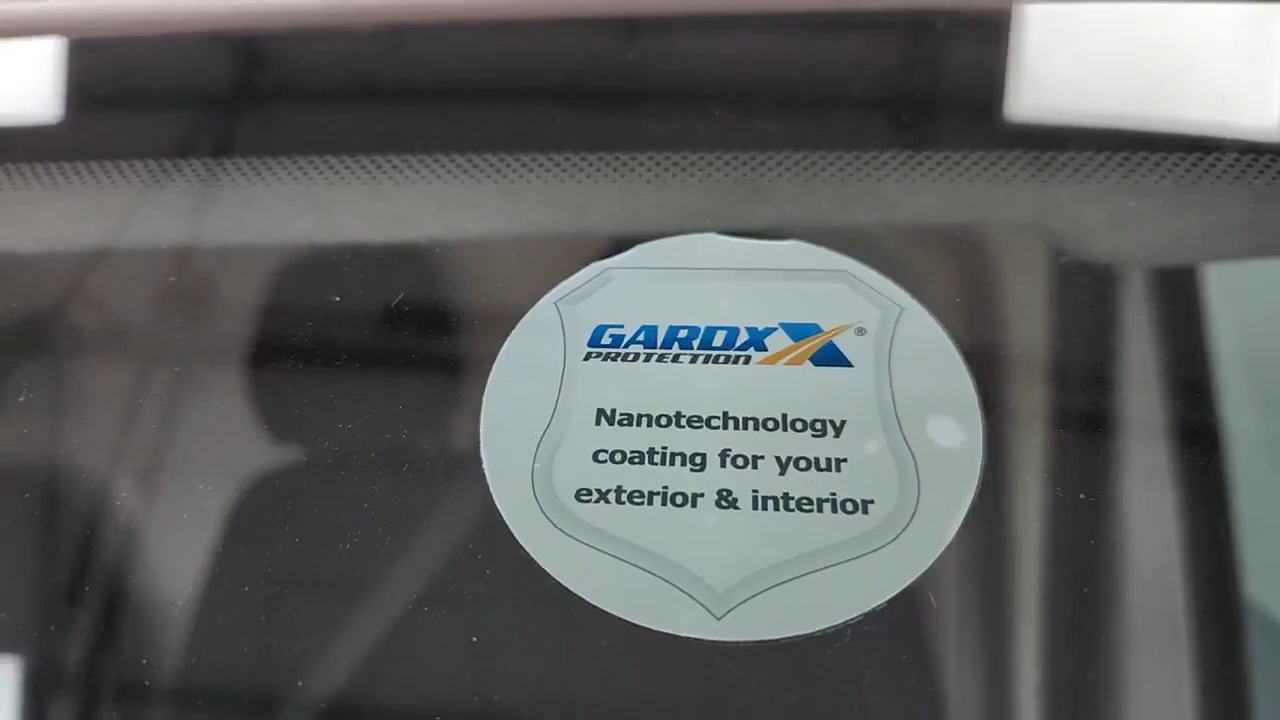 GARDX X®
PROTECTION
Nanotechnology
coating for your
exterior & interior